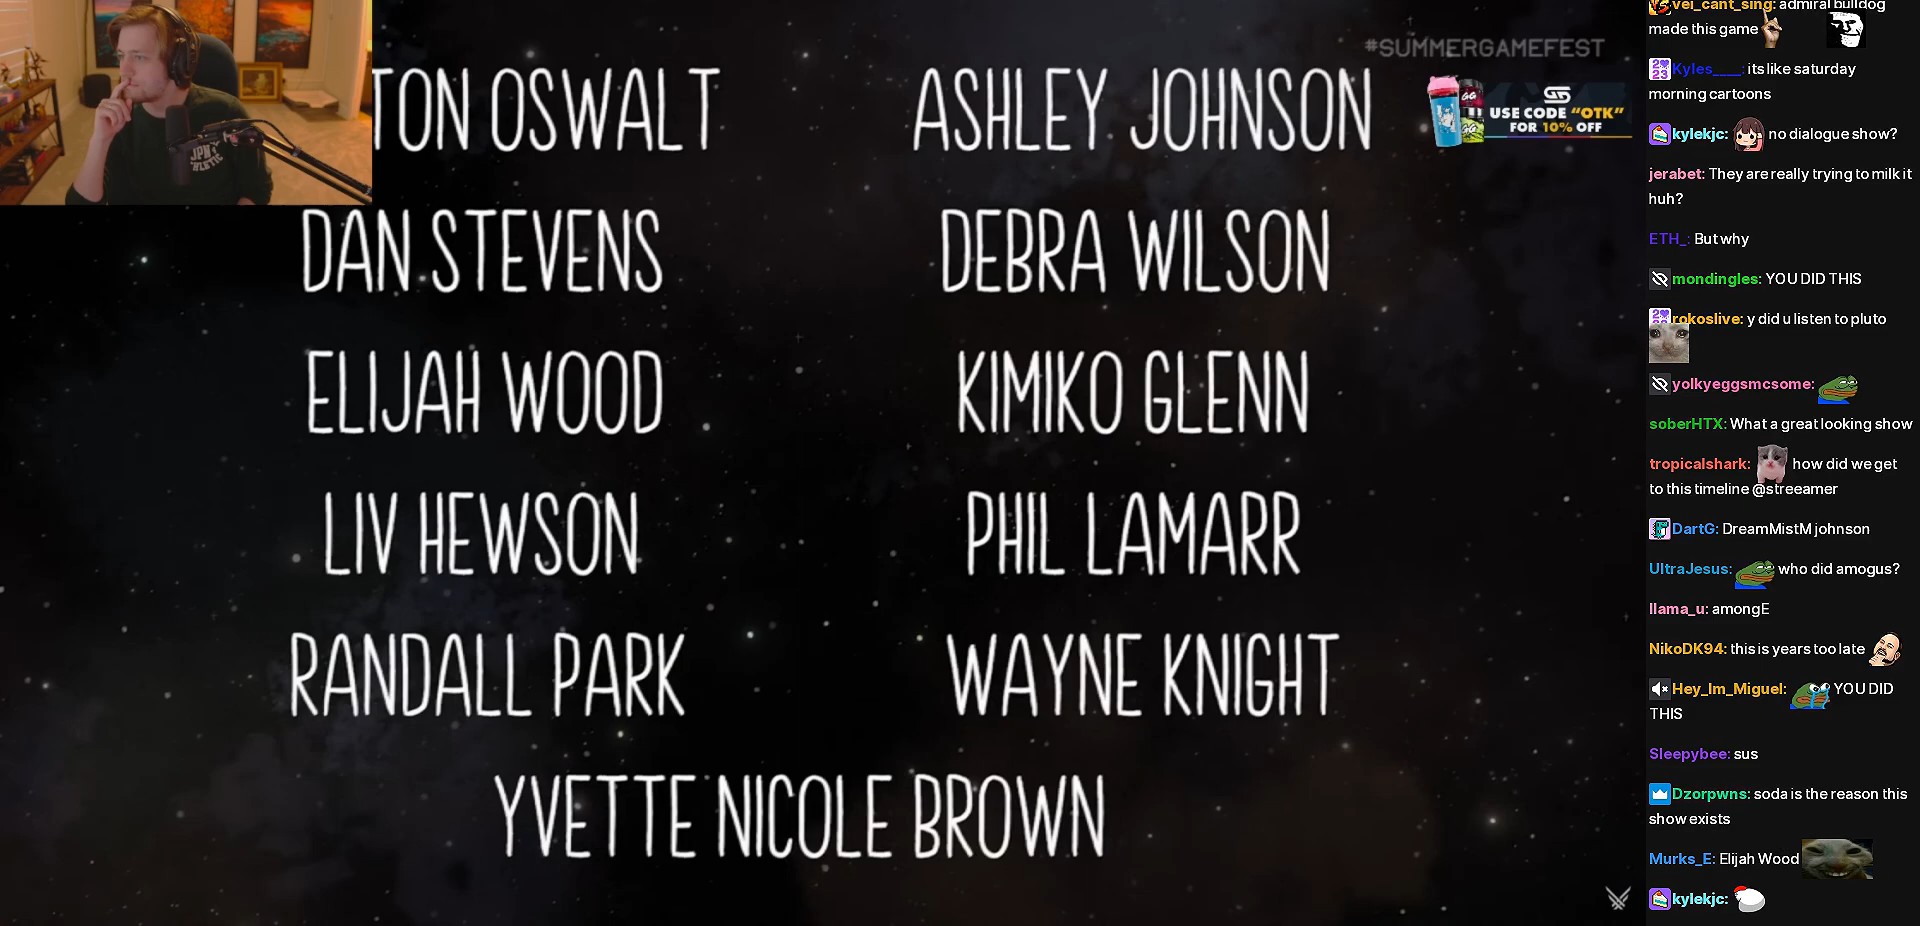 #SUMMERGAMEFEST
TON OSWALT
ASHLEY JOHNSON
GG
GG
USE CODE "OTK"
FOR 10% OFF
DAN STEVENS
DEBRA WILSON
ELIJAH WOOD
KIMIKO GLENN
LIV HEWSON
PHIL LAMARR
RANDALL PARK
WAYNE KNIGHT
YVETTE NICOLE BROWN
vei_cant_sing: admiral bulldog
made this game
Kyles____: its like saturday
morning cartoons
kylekjc: no dialogue show?
jerabet: They are really trying to milk it
huh?
ETH_: But why
mondingles: YOU DID THIS
rokoslive: y did u listen to pluto
yolkyeggsmcsome:
soberHTX: What a great looking show
tropicalshark: how did we get
to this timeline @streeamer
DartG: DreamMistM johnson
UltraJesus: who did amogus?
llama_u: amongE
NikoDK94: this is years too late
Hey_Im_Miguel: YOU DID
THIS
Sleepybee: sus
Dzorpwns: soda is the reason this
show exists
Murks_E: Elijah Wood
kylekjc: